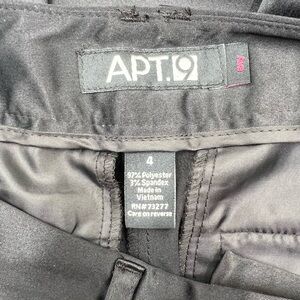 APT.9
4
97% Polyester
3% Spandex
Made in
Vietnam
RN# 73277
Care on reverse